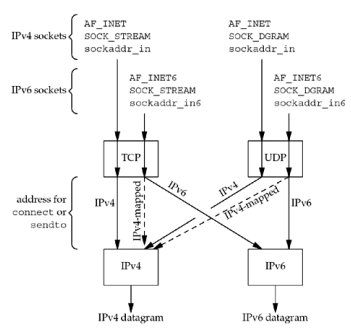 AF_INET
SOCK_STREAM
sockaddr_in
AF_INET
SOCK_DGRAM
sockaddr_in
IPv4 sockets
AF_INET6
SOCK_STREAM
sockaddr_in6
AF_INET6
SOCK_DGRAM
sockaddr_in6
IPv6 sockets
TCP
UDP
address for
connect or
sendto
IPv4
IPv4-mapped
IPv6
IPv4
IPv4-mapped
IPv6
IPv4
IPv6
IPv4 datagram
IPv6 datagram